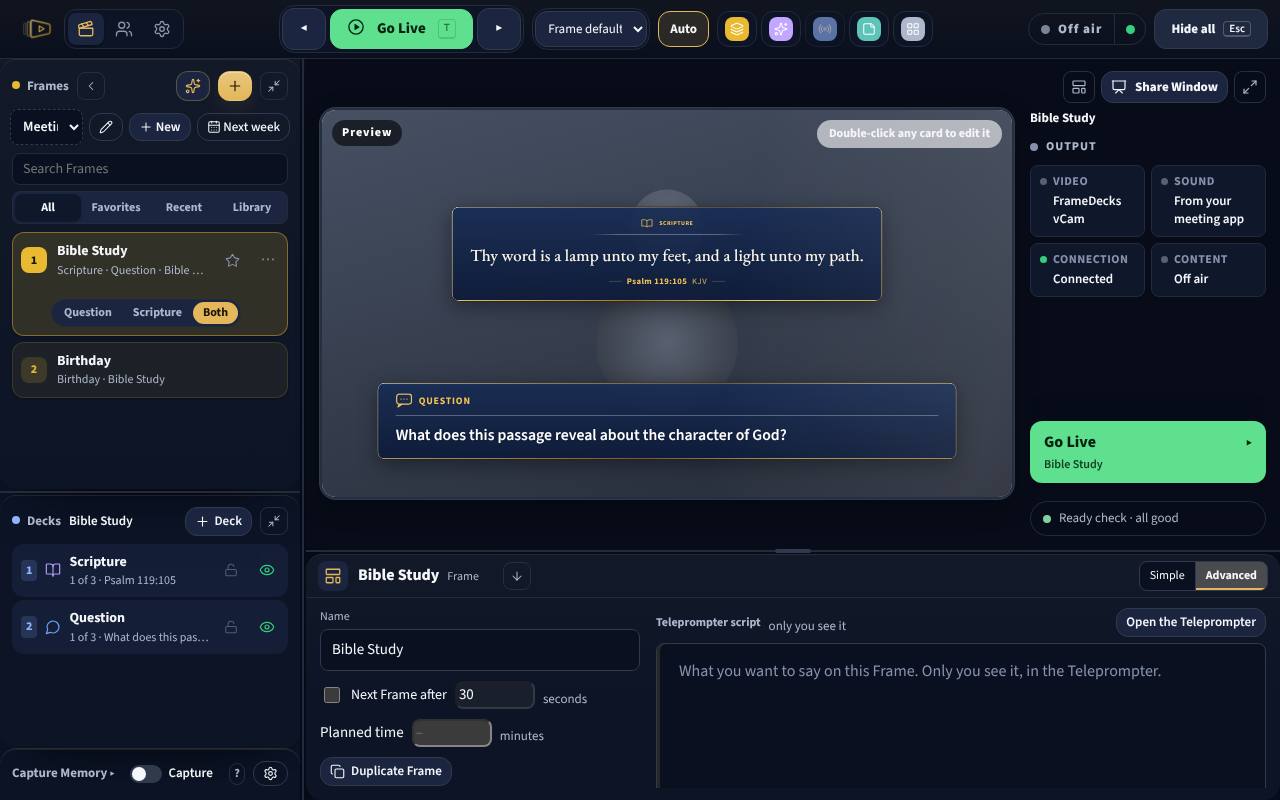 Go Live T
Frame default
Auto
Off air
Hide all Esc
Frames
New
Next week
Search Frames
All Favorites Recent Library
1
Bible Study
Scripture · Question · Bible …
Question Scripture Both
2
Birthday
Birthday · Bible Study
Decks Bible Study
Deck
1
Scripture
1 of 3 · Psalm 119:105
2
Question
1 of 3 · What does this pas…
Capture Memory
Capture
?
Share Window
Preview
Double-click any card to edit it
SCRIPTURE
Thy word is a lamp unto my feet, and a light unto my path.
Psalm 119:105 KJV
QUESTION
What does this passage reveal about the character of God?
Bible Study
OUTPUT
VIDEO
FrameDecks
vCam
SOUND
From your
meeting app
CONNECTION
Connected
CONTENT
Off air
Go Live
Bible Study
Ready check · all good
Bible Study Frame
Simple Advanced
Name
Bible Study
Next Frame after 30 seconds
Planned time – minutes
Duplicate Frame
Teleprompter script only you see it
Open the Teleprompter
What you want to say on this Frame. Only you see it, in the Teleprompter.